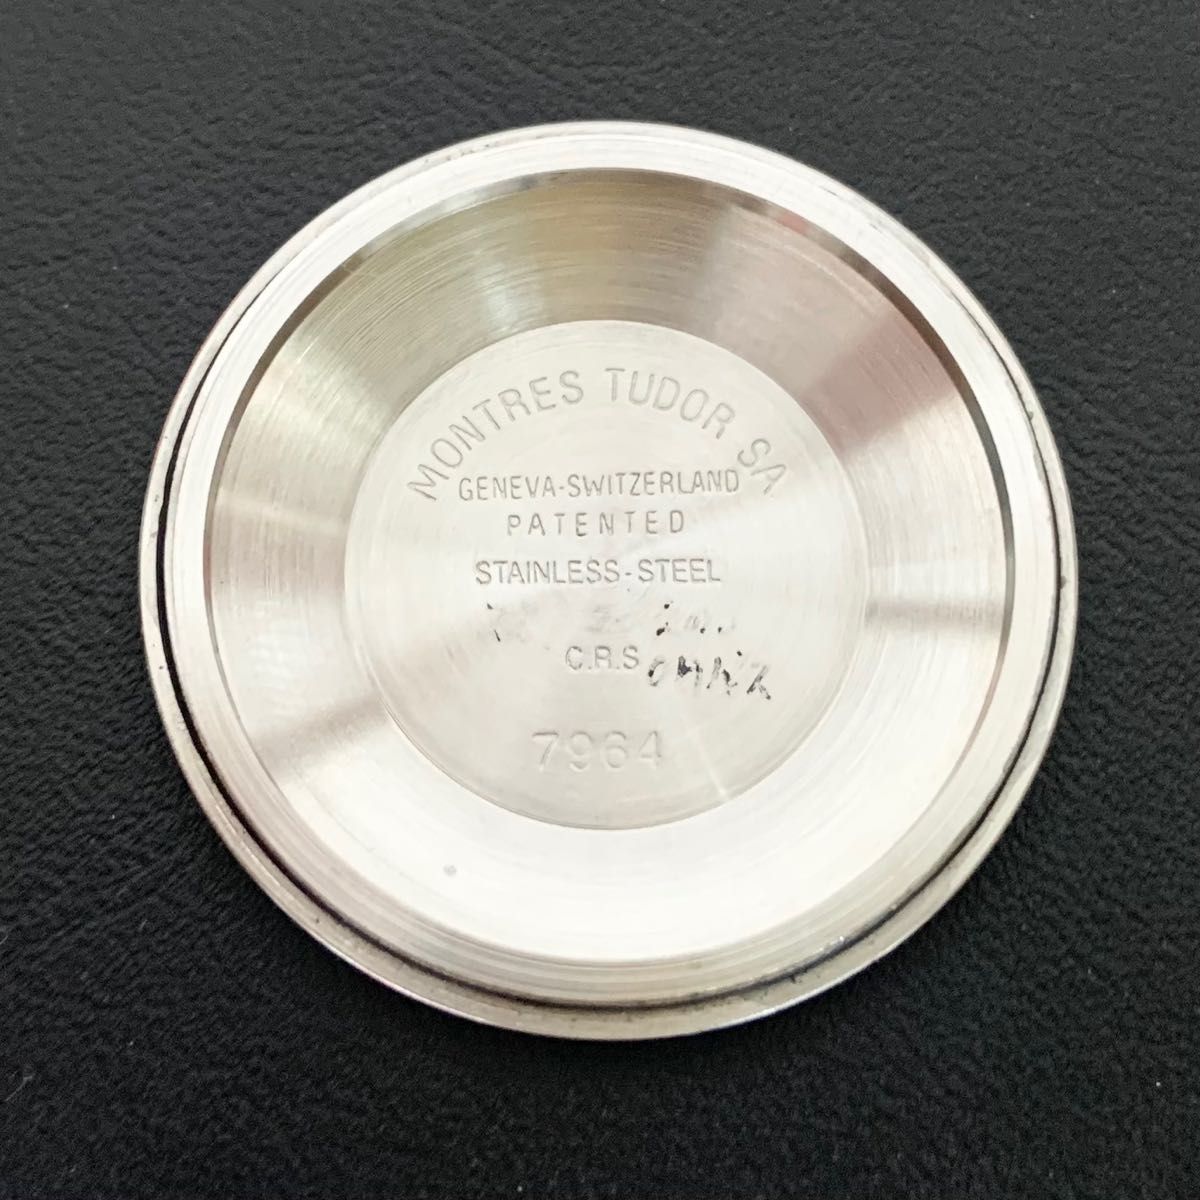 MONTRES TUDOR SA
GENEVA-SWITZERLAND
PATENTED
STAINLESS-STEEL
C.R.S
7964